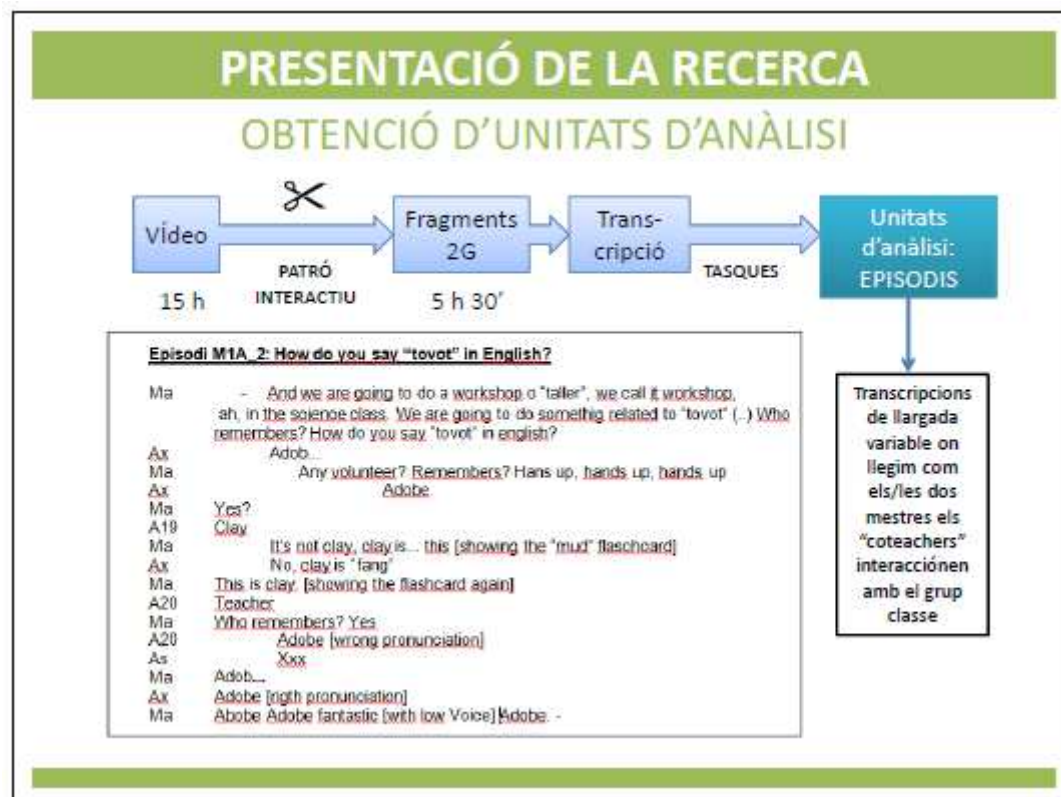 PRESENTACIÓ DE LA RECERCA
OBTENCIÓ D'UNITATS D'ANÀLISI
Vídeo
PATRÓ
INTERACTIU
15 h
Fragments
2G
5 h 30'
Trans-
cripció
TASQUES
Unitats
d'anàlisi:
EPISODIS
Transcripcions
de llargada
variable on
llegim com
els/les dos
mestres els
"coteachers"
interacciónen
amb el grup
classe
Episodi M1A_2: How do you say "tovot" in English?
Ma - And we are going to do a workshop o "taller", we call it workshop,
ah, in the science class. We are going to do somethig related to "tovot" (..) Who
remembers? How do you say "tovot" in english?
Ax Adob...
Ma Any volunteer? Remembers? Hans up, hands up, hands up
Ax Adobe
Ma Yes?
A19 Clay
Ma It's not clay, clay is... this [showing the "mud" flaschcard]
Ax No, clay is "fang"
Ma This is clay. [showing the flashcard again]
A20 Teacher
Ma Who remembers? Yes
A20 Adobe [wrong pronunciation]
As Xxx
Ma Adob...
Ax Adobe [rigth pronunciation]
Ma Abobe Adobe fantastic [with low Voice] Adobe. -